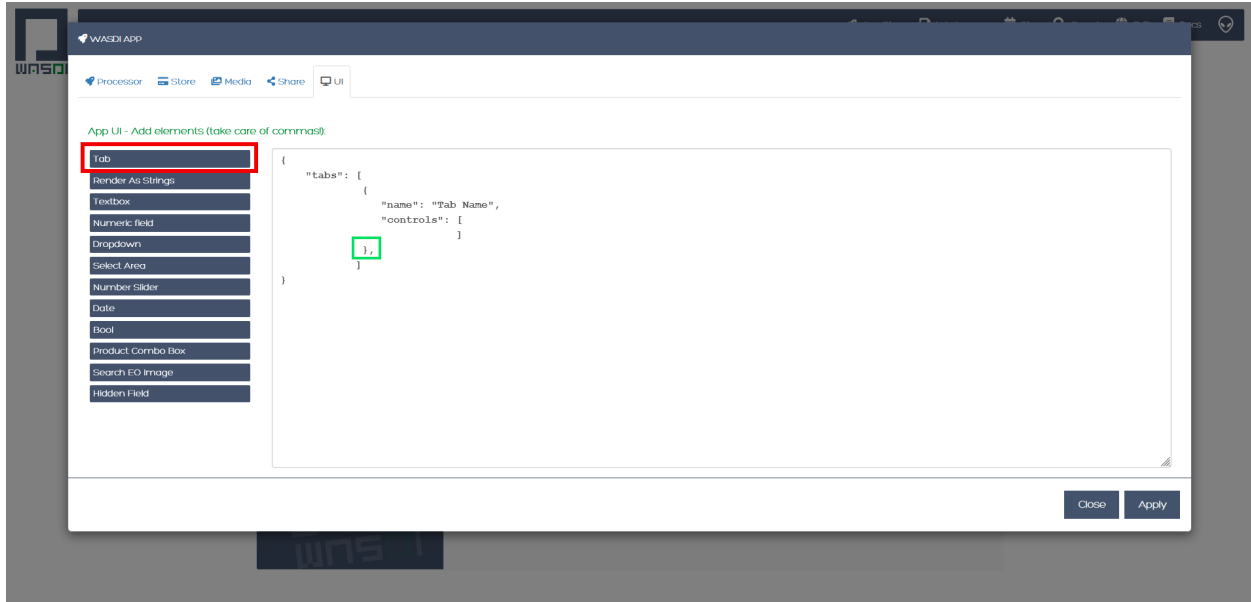 WASDI APP
Processor Store Media Share UI
App UI - Add elements (take care of commas!):
Tab
Render As Strings
Textbox
Numeric field
Dropdown
Select Area
Number Slider
Date
Bool
Product Combo Box
Search EO Image
Hidden Field
{
"tabs": [
{
"name": "Tab Name",
"controls": [
]
},
]
}
Close Apply